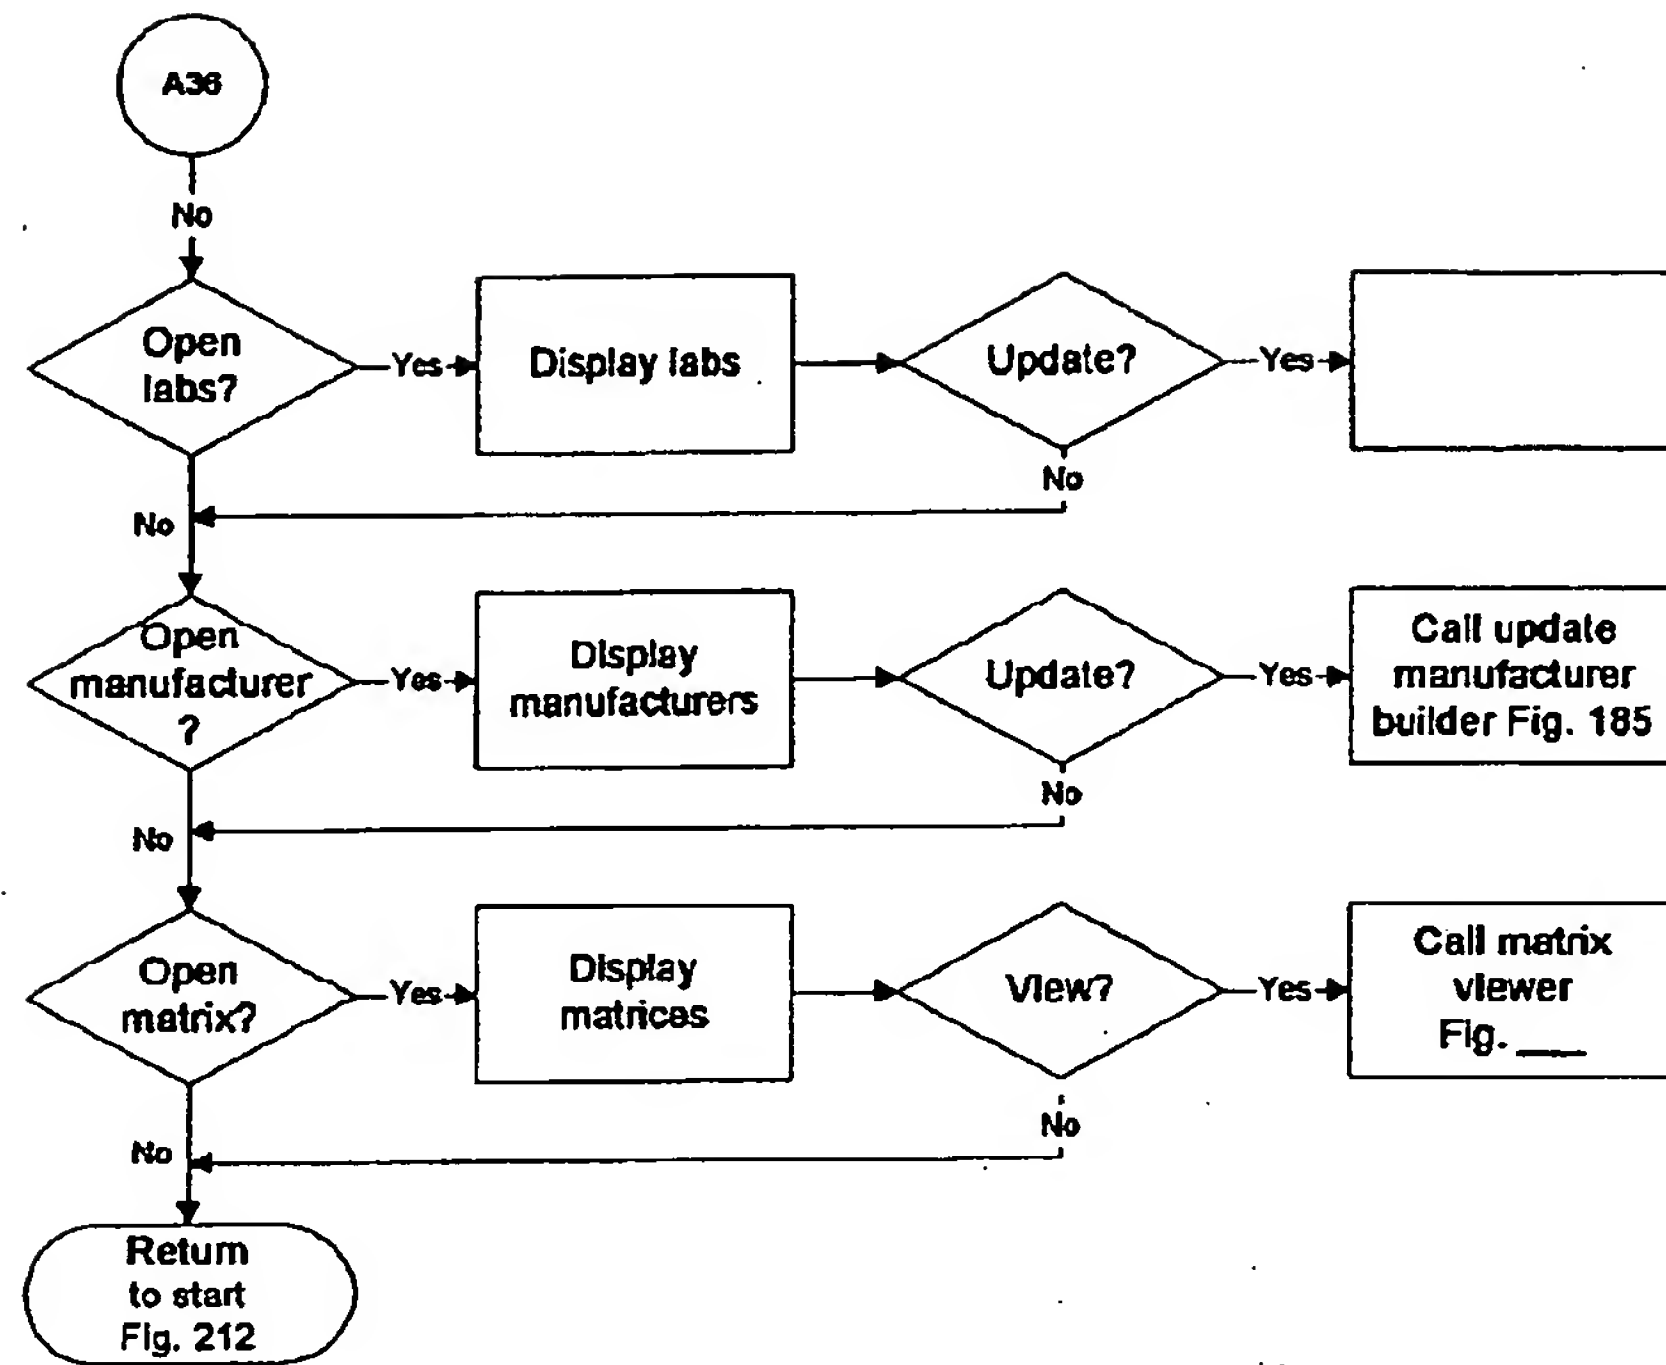 A36
No
Open
labs?
Yes
Display labs
Update?
Yes
No
No
Open
manufacturer
?
Yes
Display
manufacturers
Update?
Yes
Call update
manufacturer
builder Fig. 185
No
No
Open
matrix?
Yes
Display
matrices
View?
Yes
Call matrix
viewer
Fig. ___
No
No
Return
to start
Fig. 212